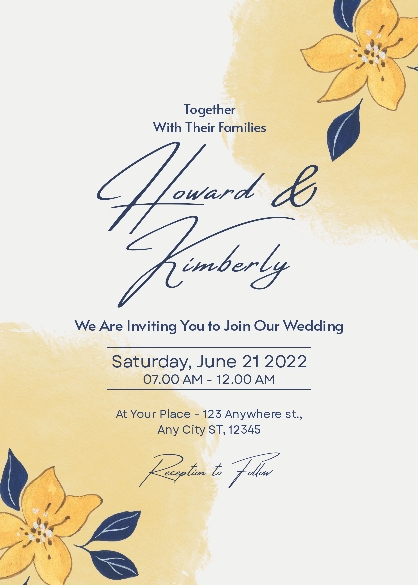 Together
With Their Families
Howard &
Kimberly
We Are Inviting You to Join Our Wedding
Saturday, June 21 2022
07.00 AM - 12.00 AM
At Your Place - 123 Anywhere st.,
Any City ST, 12345
Reception to Follow